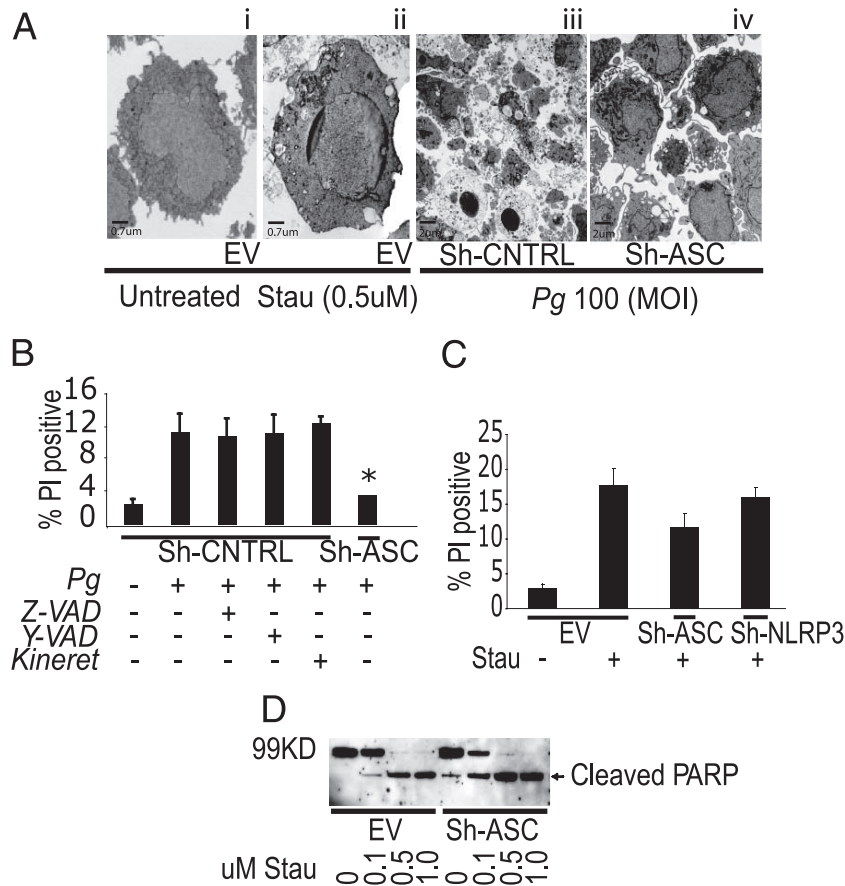 A
i ii iii iv
0.7um 0.7um 2um 2um
EV EV Sh-CNTRL Sh-ASC
Untreated Stau (0.5uM) Pg 100 (MOI)
B
% PI positive
16
12
8
4
0
*
Sh-CNTRL Sh-ASC
Pg - + + + + +
Z-VAD - - + - - -
Y-VAD - - - + - -
Kineret - - - - + -
C
% PI positive
25
20
15
10
5
0
EV Sh-ASC Sh-NLRP3
Stau - + + +
D
99KD
Cleaved PARP
EV Sh-ASC
uM Stau 0 0.1 0.5 1.0 0 0.1 0.5 1.0